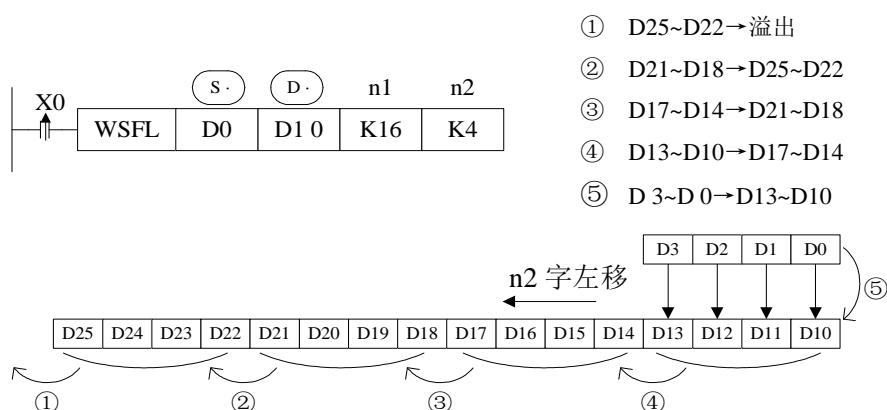 ① D25~D22→溢出
S · D · n1 n2
② D21~D18→D25~D22
X0
③ D17~D14→D21~D18
WSFL D0 D1 0 K16 K4
④ D13~D10→D17~D14
⑤ D 3~D 0→D13~D10
D3 D2 D1 D0
n2 字左移
⑤
D25 D24 D23 D22 D21 D20 D19 D18 D17 D16 D15 D14 D13 D12 D11 D10
① ② ③ ④